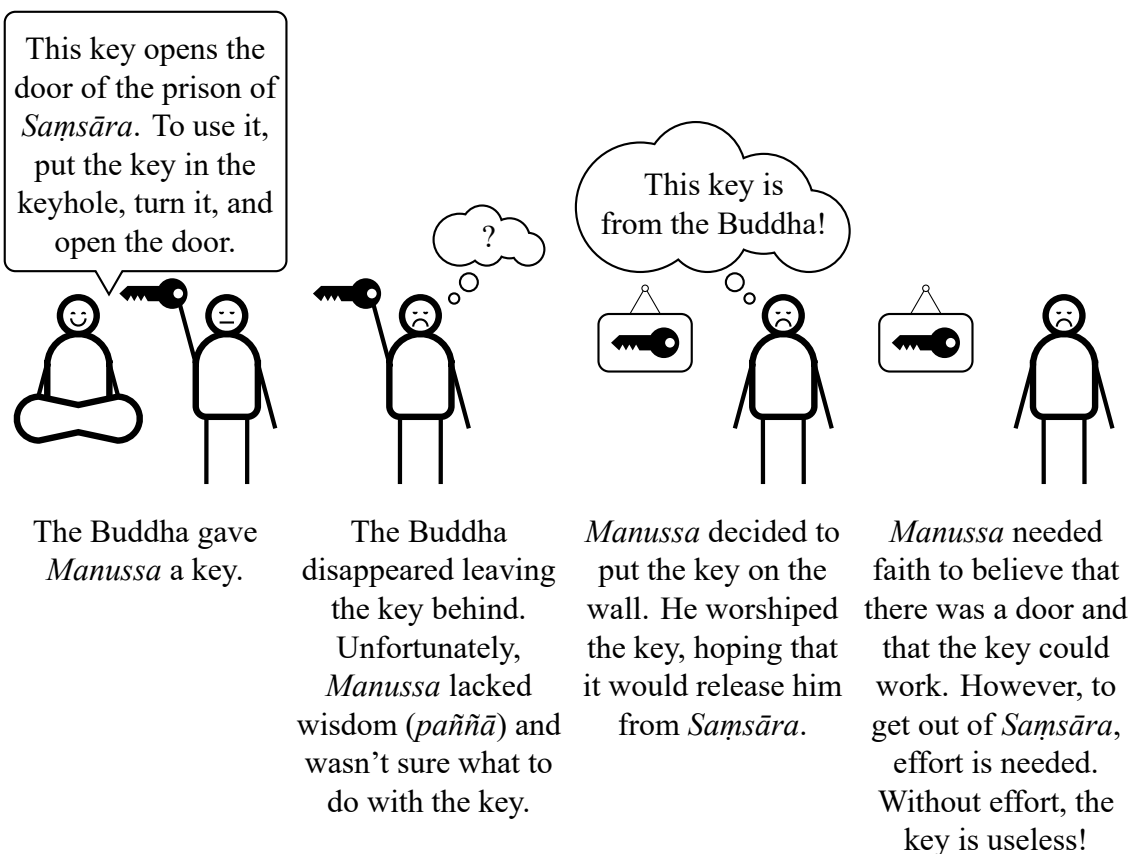 This key opens the
door of the prison of
Saṃsāra. To use it,
put the key in the
keyhole, turn it, and
open the door.
?
This key is
from the Buddha!
The Buddha gave
Manussa a key.
The Buddha
disappeared leaving
the key behind.
Unfortunately,
Manussa lacked
wisdom (paññā) and
wasn’t sure what to
do with the key.
Manussa decided to
put the key on the
wall. He worshiped
the key, hoping that
it would release him
from Saṃsāra.
Manussa needed
faith to believe that
there was a door and
that the key could
work. However, to
get out of Saṃsāra,
effort is needed.
Without effort, the
key is useless!